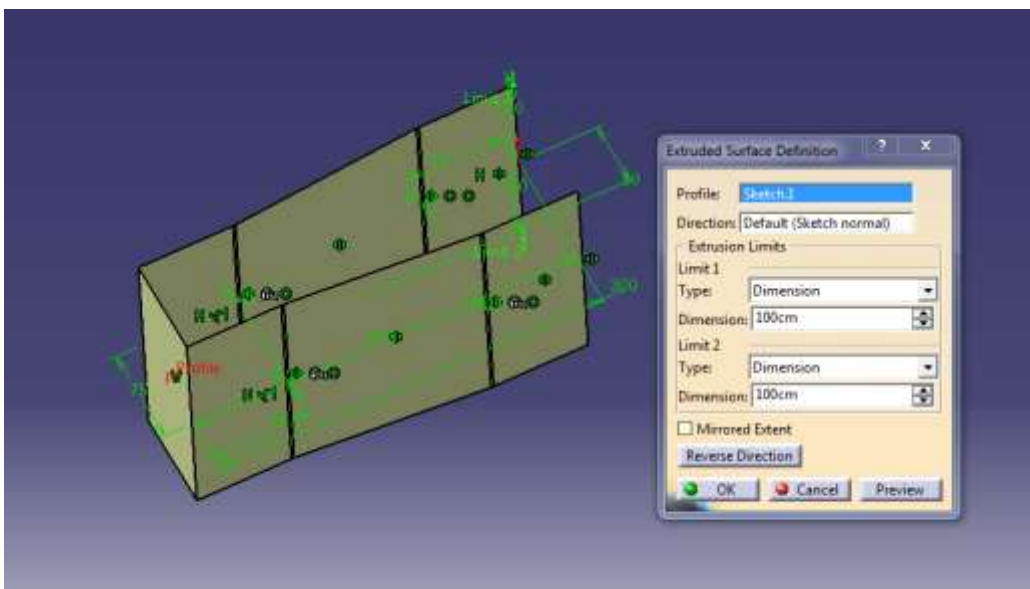 Extruded Surface Definition
? X
Profile: Sketch.1
Direction: Default (Sketch normal)
Extrusion Limits
Limit 1
Type: Dimension
Dimension: 100cm
Limit 2
Type: Dimension
Dimension: 100cm
Mirrored Extent
Reverse Direction
OK Cancel Preview
Profile
H
H
H